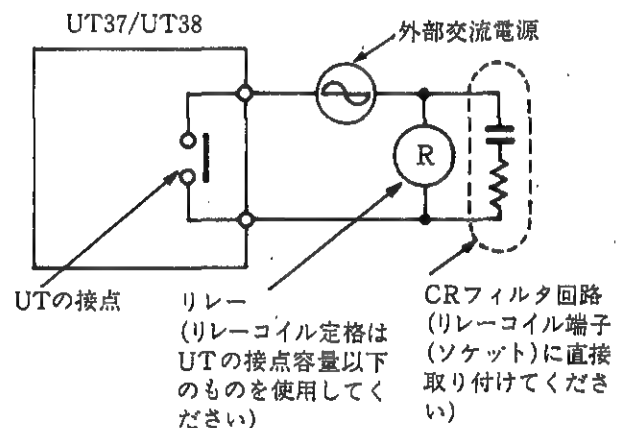 UT37/UT38
外部交流電源
R
UTの接点
リレー
(リレーコイル定格は
UTの接点容量以下
のものを使用してく
ださい)
CRフィルタ回路
(リレーコイル端子
(ソケット)に直接
取り付けてくださ
い)